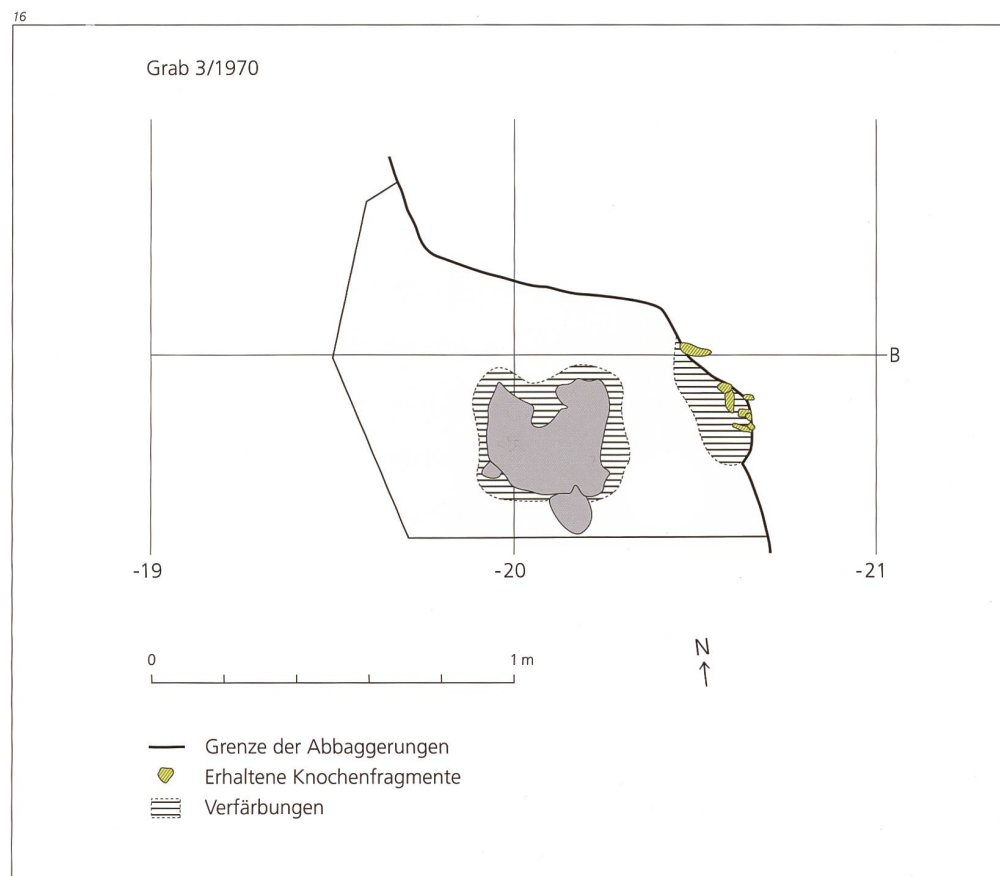 16
Grab 3/1970
B
-19 -20 -21
0 1 m
N
Grenze der Abbaggerungen
Erhaltene Knochenfragmente
Verfärbungen